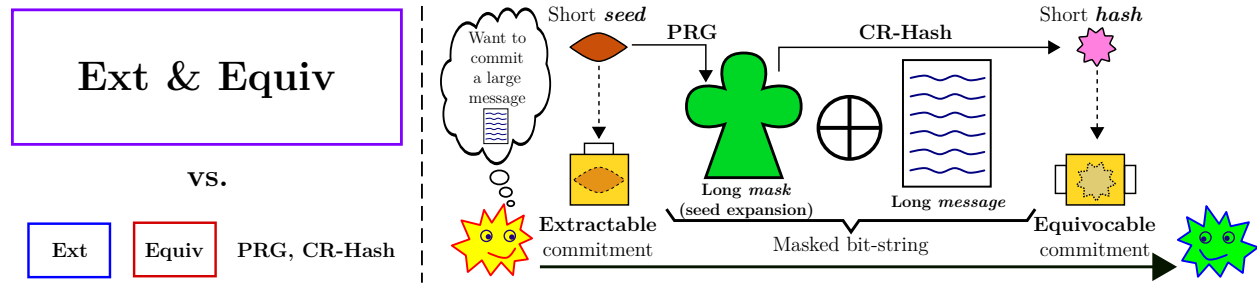 Ext & Equiv
vs.
Ext
Equiv
PRG, CR-Hash
Want to
commit
a large
message
Short seed
PRG
CR-Hash
Short hash
Long mask
(seed expansion)
Long message
Extractable
commitment
Masked bit-string
Equivocable
commitment